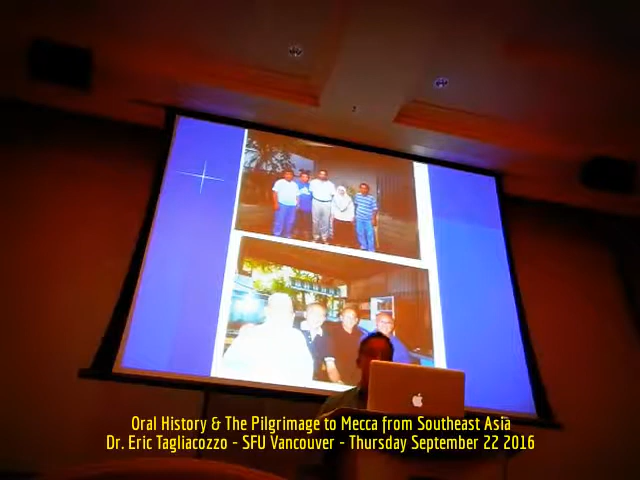 Oral History & The Pilgrimage to Mecca from Southeast Asia
Dr. Eric Tagliacozzo - SFU Vancouver - Thursday September 22 2016